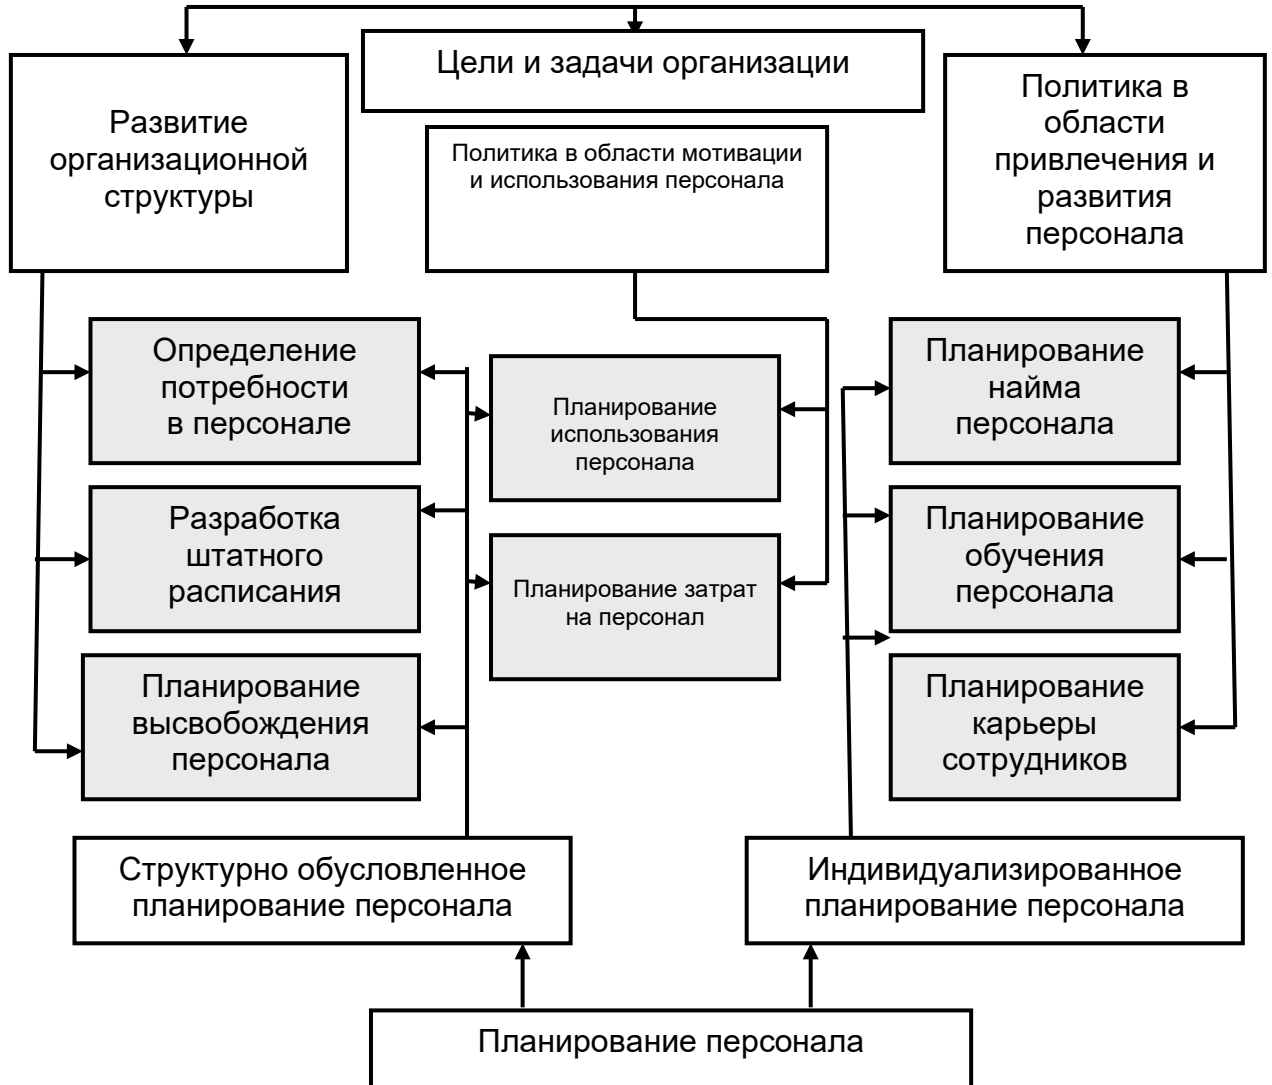 Цели и задачи организации
Развитие
организационной
структуры
Политика в области мотивации
и использования персонала
Политика в
области
привлечения и
развития
персонала
Определение
потребности
в персонале
Планирование
использования
персонала
Планирование
найма
персонала
Разработка
штатного
расписания
Планирование затрат
на персонал
Планирование
обучения
персонала
Планирование
высвобождения
персонала
Планирование
карьеры
сотрудников
Структурно обусловленное
планирование персонала
Индивидуализированное
планирование персонала
Планирование персонала